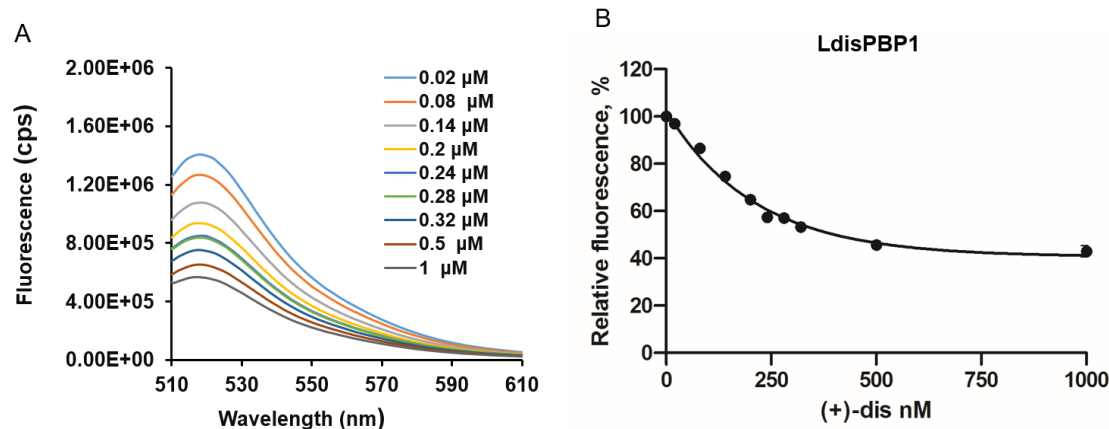 A
Fluorescence (cps)
2.00E+06
1.60E+06
1.20E+06
8.00E+05
4.00E+05
0.00E+00
510 530 550 570 590 610
Wavelength (nm)
0.02 µM
0.08 µM
0.14 µM
0.2 µM
0.24 µM
0.28 µM
0.32 µM
0.5 µM
1 µM
B
LdisPBP1
Relative fluorescence, %
120
100
80
60
40
20
0
0 250 500 750 1000
(+)-dis nM